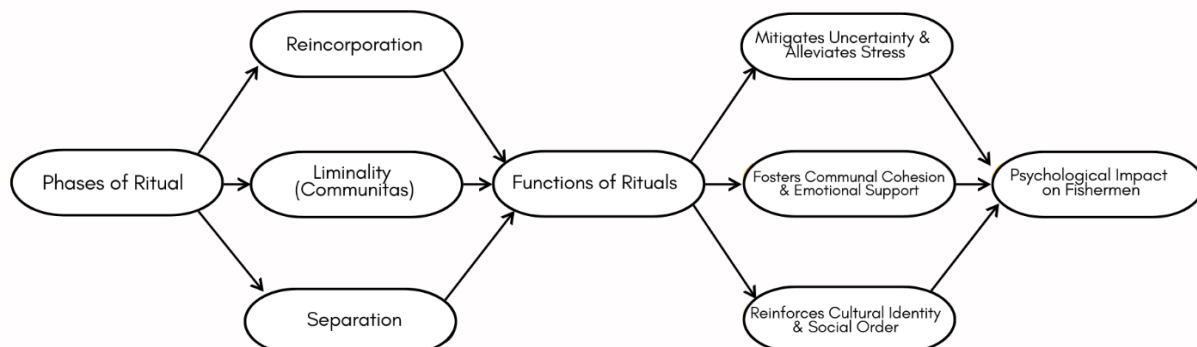 Phases of Ritual
Reincorporation
Liminality
(Communitas)
Separation
Functions of Rituals
Mitigates Uncertainty &
Alleviates Stress
Fosters Communal Cohesion
& Emotional Support
Reinforces Cultural Identity
& Social Order
Psychological Impact
on Fishermen